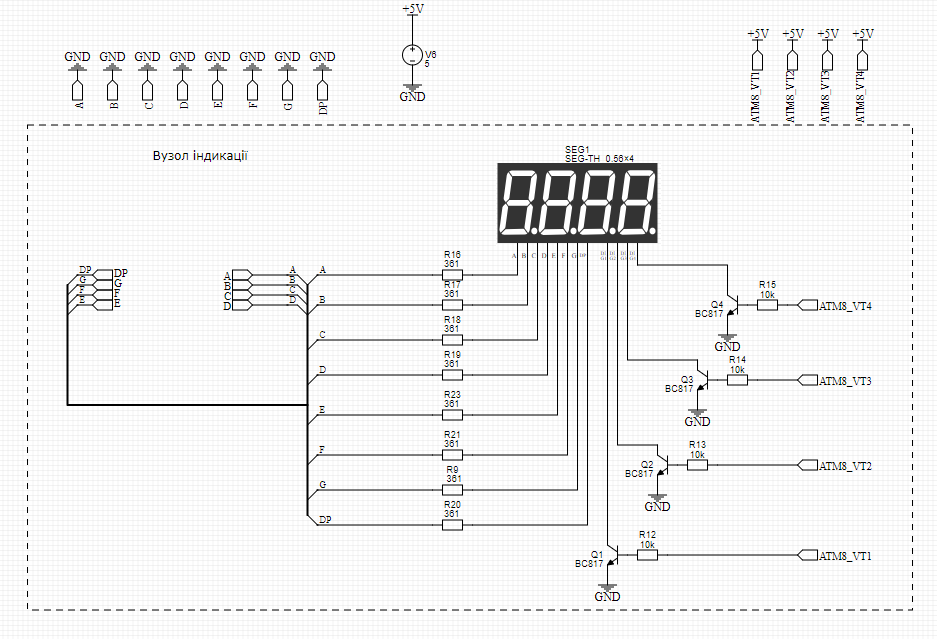 +5V
V6
5
GND
GND GND GND GND GND GND GND GND
A B C D E F G DP
+5V +5V +5V +5V
ATM8_VT1 ATM8_VT2 ATM8_VT3 ATM8_VT4
Вузол індикації
SEG1
SEG-TH_0.56×4
A B C D E F G DP
DP DP
G G
F F
E E
A A
B B
C C
D D
A
R16
361
B
R17
361
C
R18
361
D
R19
361
E
R23
361
F
R21
361
G
R9
361
DP
R20
361
Q4
BC817
R15
10k
ATM8_VT4
GND
Q3
BC817
R14
10k
ATM8_VT3
GND
Q2
BC817
R13
10k
ATM8_VT2
GND
Q1
BC817
R12
10k
ATM8_VT1
GND